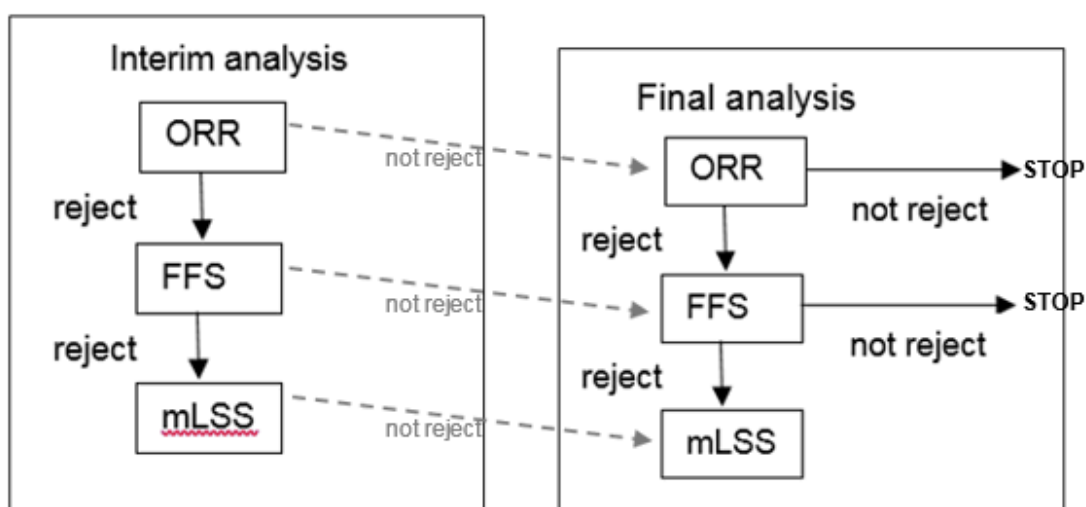 Interim analysis
ORR
not reject
reject
FFS
not reject
reject
mLSS
not reject
Final analysis
ORR
STOP
not reject
reject
FFS
STOP
not reject
reject
mLSS